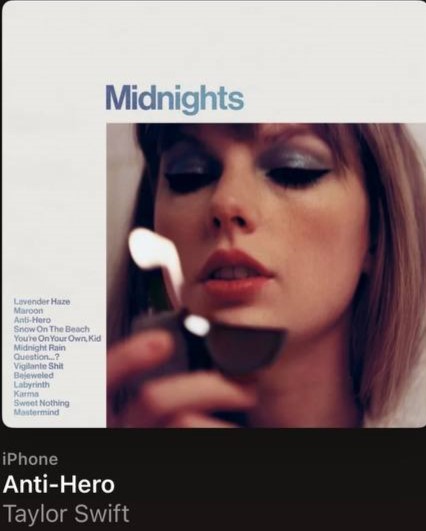 Midnights
Lavender Haze
Maroon
Anti-Hero
Snow On The Beach
You're On Your Own, Kid
Midnight Rain
Question...?
Vigilante Shit
Bejeweled
Labyrinth
Karma
Sweet Nothing
Mastermind
iPhone
Anti-Hero
Taylor Swift